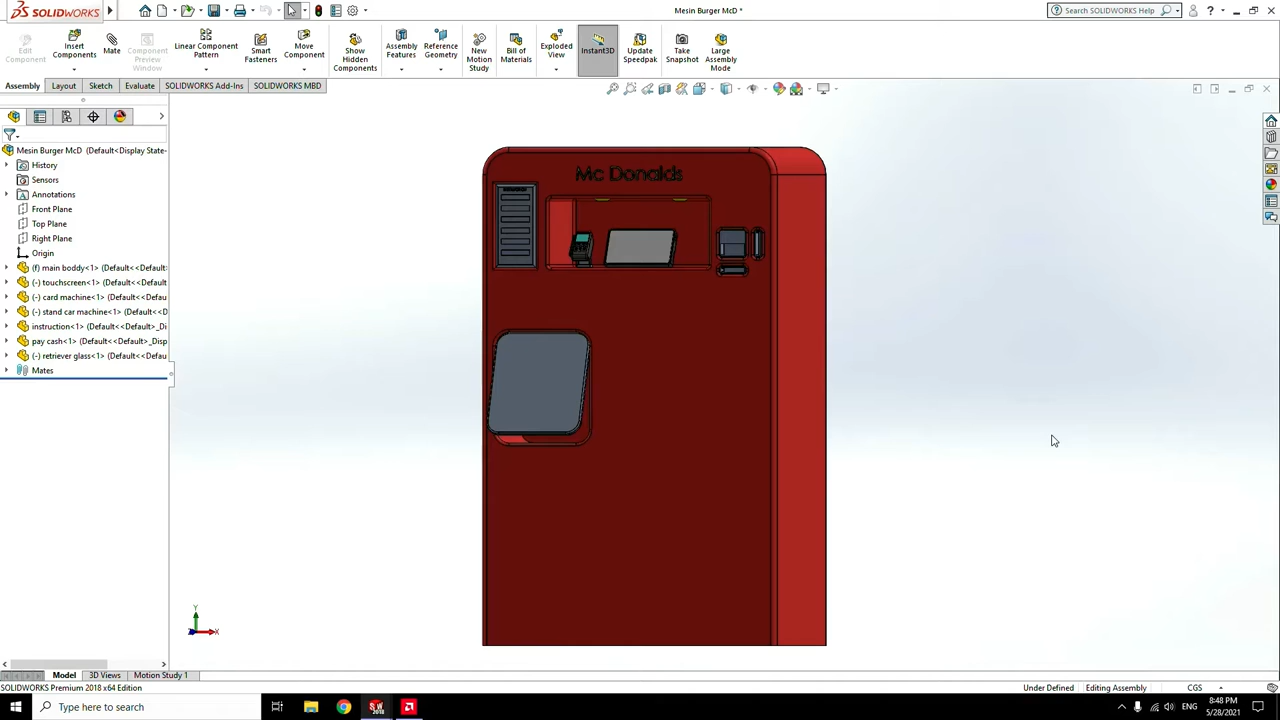 SOLIDWORKS
Mesin Burger McD *
Search SOLIDWORKS Help
Edit Component
Insert Components
Mate
Component Preview Window
Linear Component Pattern
Smart Fasteners
Move Component
Show Hidden Components
Assembly Features
Reference Geometry
New Motion Study
Bill of Materials
Exploded View
Instant3D
Update Speedpak
Take Snapshot
Large Assembly Mode
Assembly
Layout
Sketch
Evaluate
SOLIDWORKS Add-Ins
SOLIDWORKS MBD
Mesin Burger McD (Default<Display State-
History
Sensors
Annotations
Front Plane
Top Plane
Right Plane
Origin
(f) main boddy<1> (Default<<Default>
(-) touchscreen<1> (Default<<Defau
(-) card machine<1> (Default<<Defau
(-) stand car machine<1> (Default<<D
instruction<1> (Default<<Default>_Di
pay cash<1> (Default<<Default>_Disp
(-) retriever glass<1> (Default<<Defau
Mates
Mc Donalds
Y
X
Model
3D Views
Motion Study 1
SOLIDWORKS Premium 2018 x64 Edition
Under Defined
Editing Assembly
CGS
Type here to search
SW
2018
ENG
8:48 PM
5/28/2021